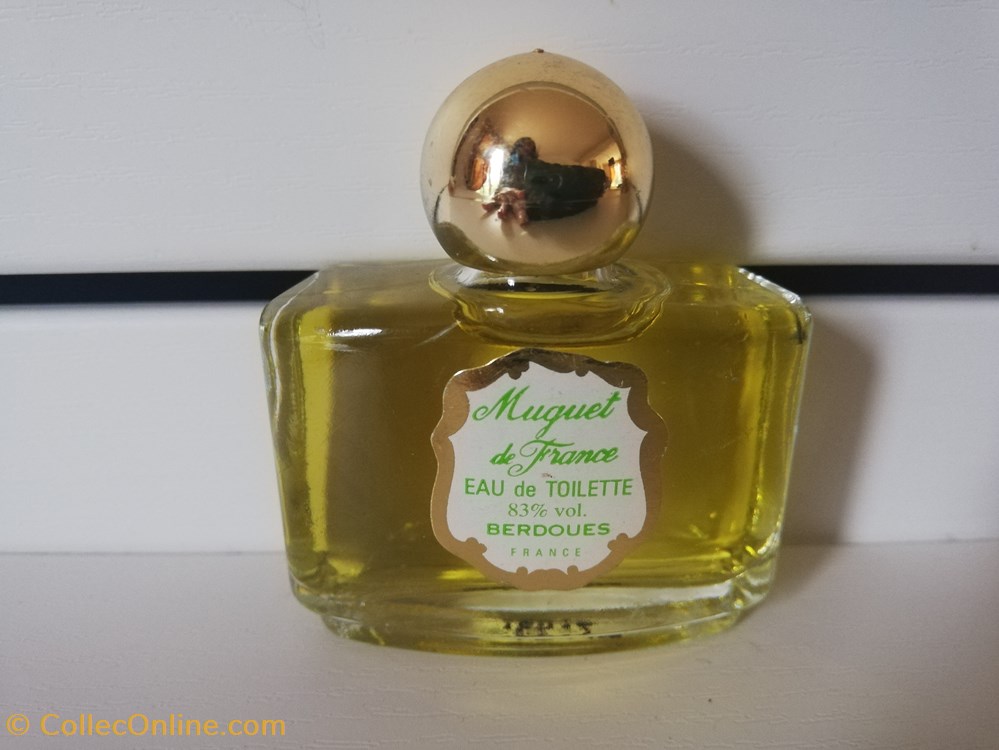 Muguet
de France
EAU de TOILETTE
83% vol.
BERDOUES
FRANCE
© CollecOnline.com